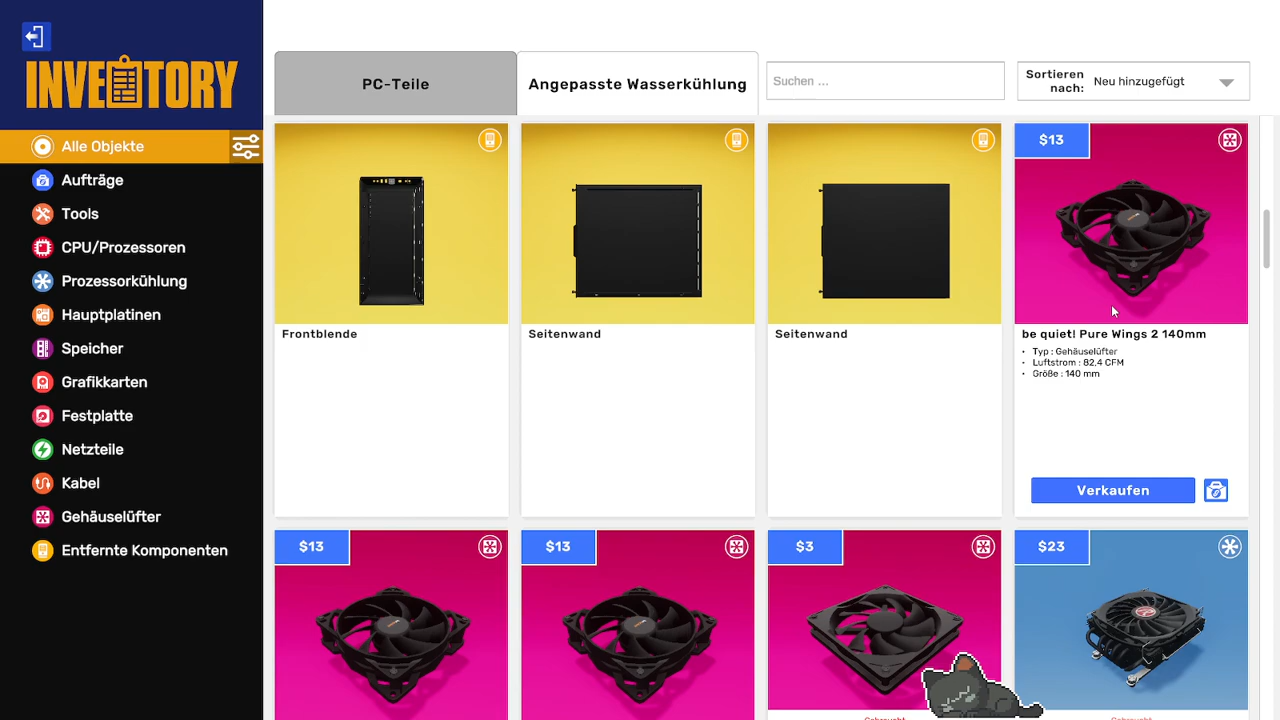 INVENTORY
PC-Teile
Angepasste Wasserkühlung
Suchen ...
Sortieren nach:
Neu hinzugefügt
Alle Objekte
Aufträge
Tools
CPU/Prozessoren
Prozessorkühlung
Hauptplatinen
Speicher
Grafikkarten
Festplatte
Netzteile
Kabel
Gehäuselüfter
Entfernte Komponenten
Frontblende
Seitenwand
Seitenwand
$13
be quiet! Pure Wings 2 140mm
• Typ : Gehäuselüfter
• Luftstrom : 82,4 CFM
• Größe : 140 mm
Verkaufen
$13
$13
$3
$23